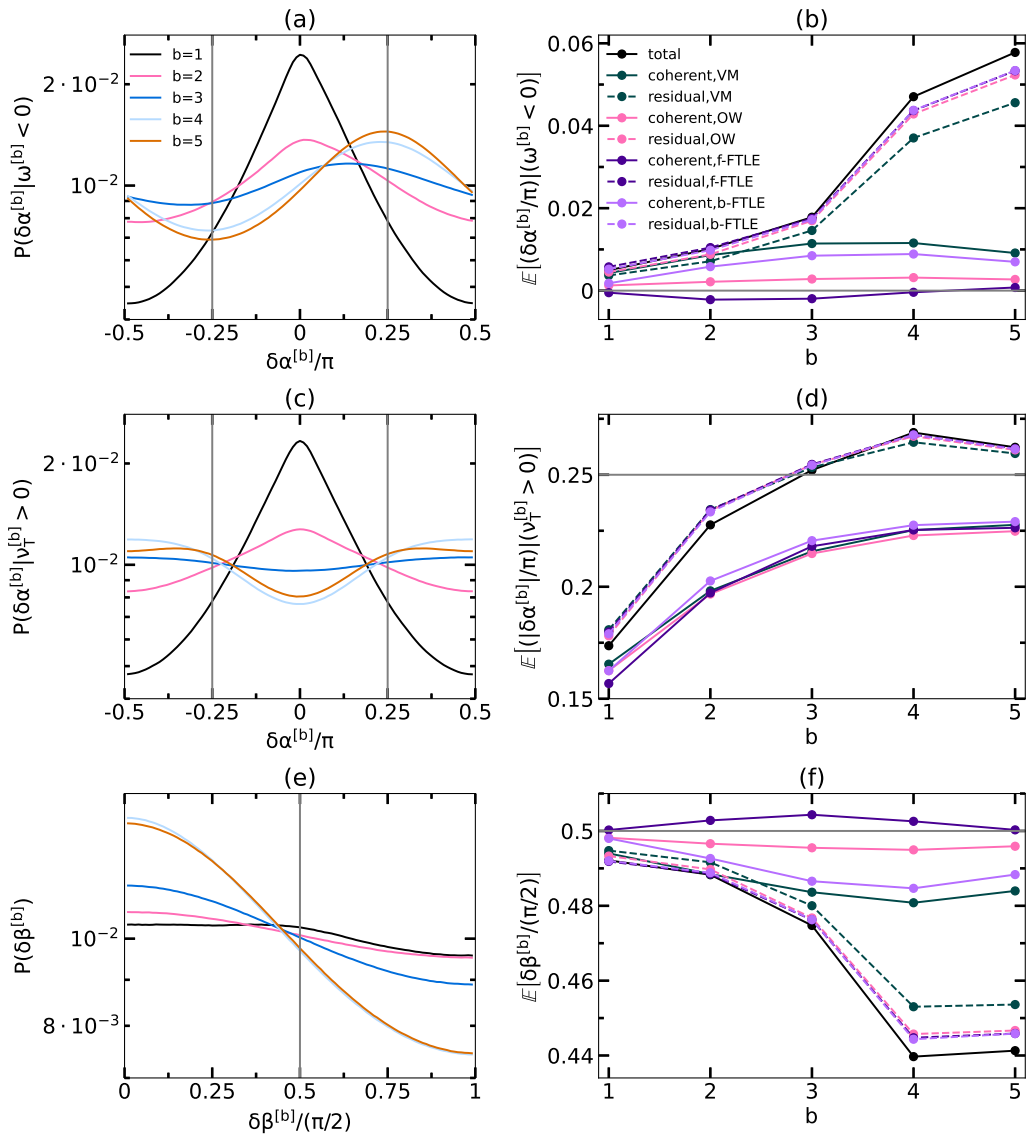 (a)
P(δα^[b]|ω^[b] < 0)
2·10⁻²
10⁻²
b=1
b=2
b=3
b=4
b=5
-0.5 -0.25 0 0.25 0.5
δα^[b]/π
(b)
𝔼[(δα^[b]/π)|(ω^[b] < 0)]
0.06
0.04
0.02
0
total
coherent,VM
residual,VM
coherent,OW
residual,OW
coherent,f-FTLE
residual,f-FTLE
coherent,b-FTLE
residual,b-FTLE
1 2 3 4 5
b
(c)
P(δα^[b]|ν_T^[b] > 0)
2·10⁻²
10⁻²
-0.5 -0.25 0 0.25 0.5
δα^[b]/π
(d)
𝔼[(|δα^[b]|/π)|(ν_T^[b] > 0)]
0.25
0.2
0.15
1 2 3 4 5
b
(e)
P(δβ^[b])
10⁻²
8·10⁻³
0 0.25 0.5 0.75 1
δβ^[b]/(π/2)
(f)
𝔼[δβ^[b]/(π/2)]
0.5
0.48
0.46
0.44
1 2 3 4 5
b